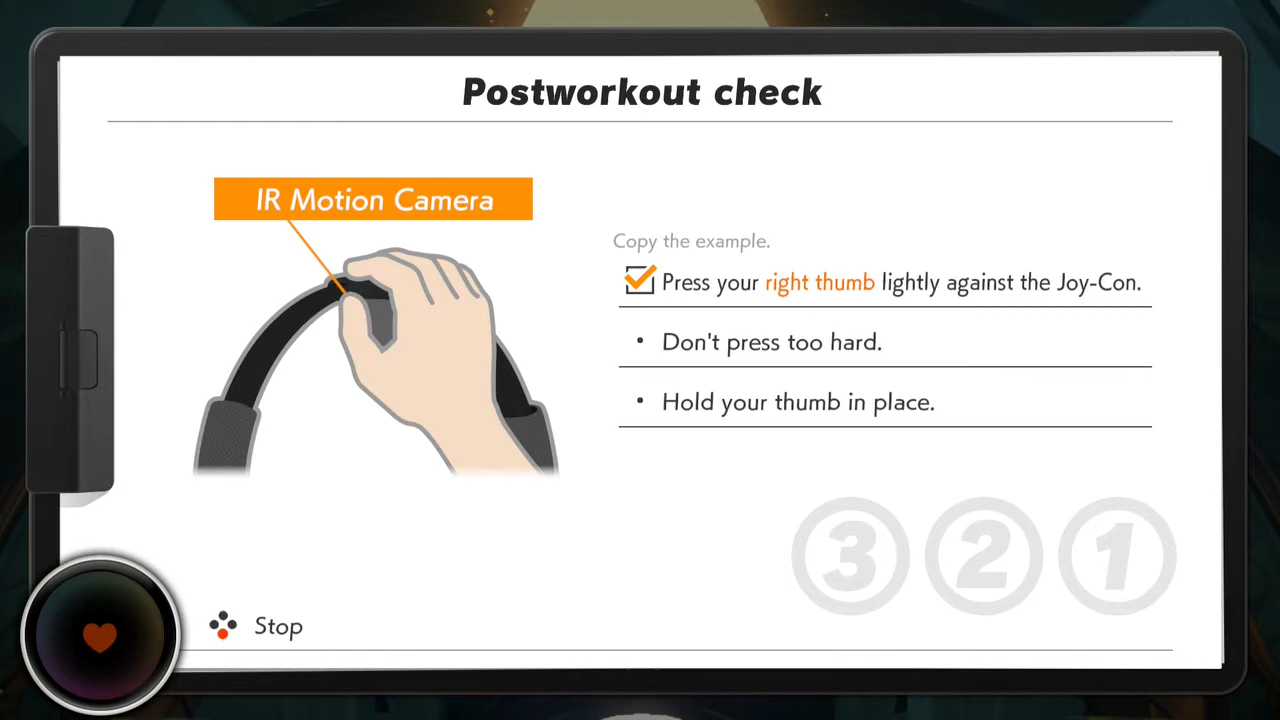 Postworkout check
IR Motion Camera
Copy the example.
Press your right thumb lightly against the Joy-Con.
• Don't press too hard.
• Hold your thumb in place.
3 2 1
Stop